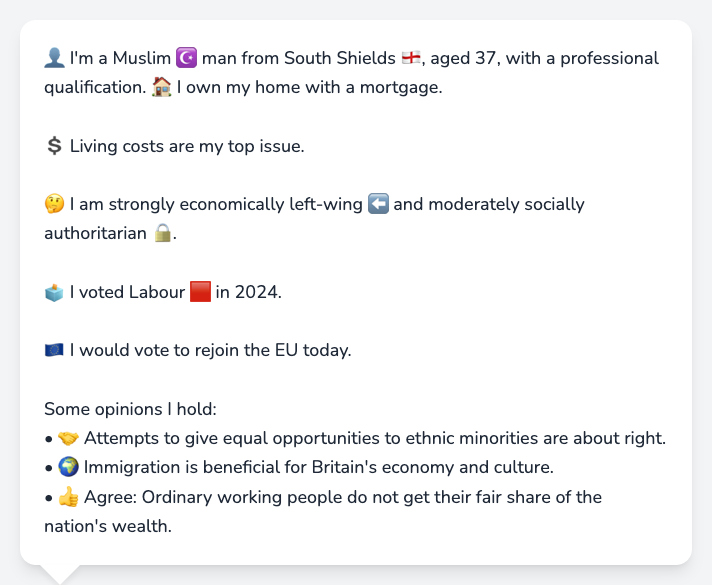 👤 I'm a Muslim ☪️ man from South Shields 🏴󠁧󠁢󠁥󠁮󠁧󠁿, aged 37, with a professional
qualification. 🏠 I own my home with a mortgage.
💲 Living costs are my top issue.
🤔 I am strongly economically left-wing ⬅️ and moderately socially
authoritarian 🔒.
🗳️ I voted Labour 🟥 in 2024.
🇪🇺 I would vote to rejoin the EU today.
Some opinions I hold:
• 🤝 Attempts to give equal opportunities to ethnic minorities are about right.
• 🌍 Immigration is beneficial for Britain's economy and culture.
• 👍 Agree: Ordinary working people do not get their fair share of the
nation's wealth.